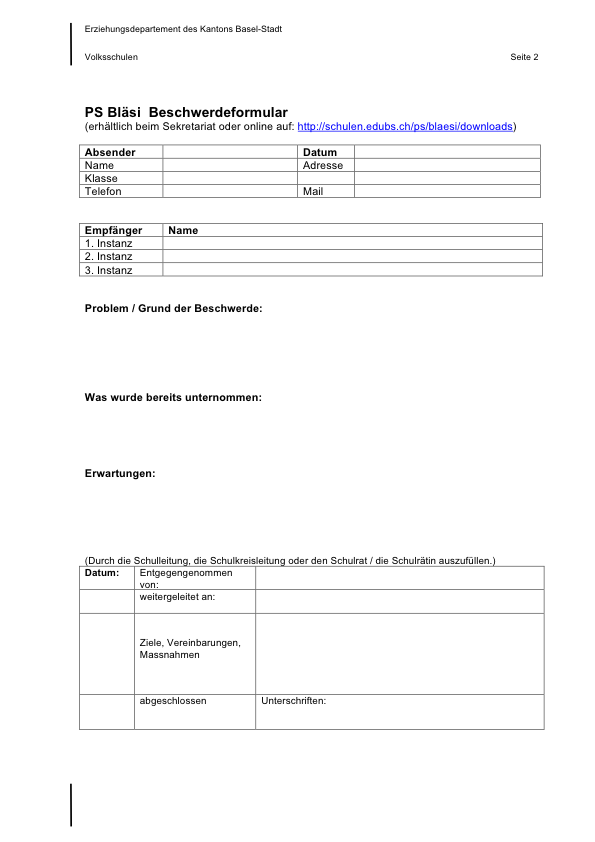 Erziehungsdepartement des Kantons Basel-Stadt
Volksschulen Seite 2
PS Bläsi Beschwerdeformular
(erhältlich beim Sekretariat oder online auf: http://schulen.edubs.ch/ps/blaesi/downloads)
Absender Datum
Name Adresse
Klasse
Telefon Mail
Empfänger Name
1. Instanz
2. Instanz
3. Instanz
Problem / Grund der Beschwerde:
Was wurde bereits unternommen:
Erwartungen:
(Durch die Schulleitung, die Schulkreisleitung oder den Schulrat / die Schulrätin auszufüllen.)
Datum: Entgegengenommen
von:
weitergeleitet an:
Ziele, Vereinbarungen,
Massnahmen
abgeschlossen Unterschriften: